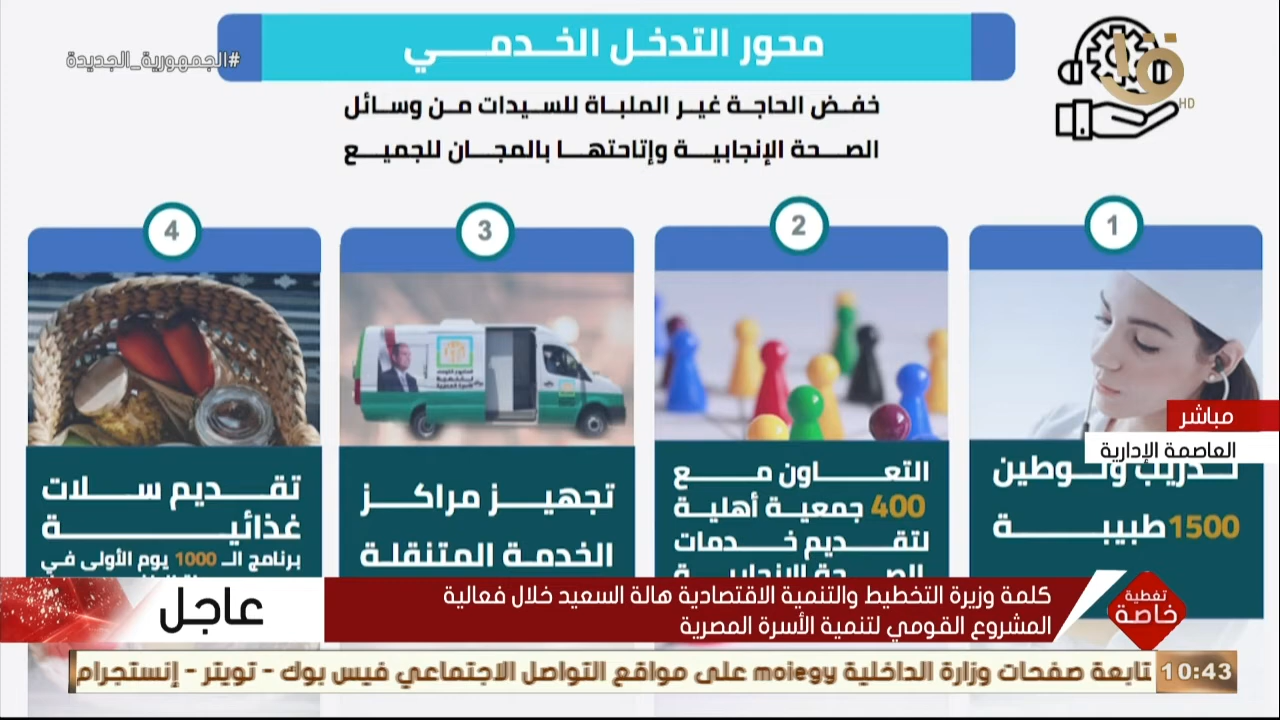 محور التدخل الخدمي
#الجمهورية_الجديدة
HD
خفض الحاجة غير الملباة للسيدات من وسائل
الصحة الإنجابية وإتاحتها بالمجان للجميع
1
2
3
4
مباشر
العاصمة الإدارية
تدريب وتوطين
1500 طبيبة
التعاون مع
400 جمعية أهلية
لتقديم خدمات
الصحة الإنجابية
تجهيز مراكز
الخدمة المتنقلة
تقديم سلات
غذائية
برنامج الـ 1000 يوم الأولى في
تغطية
خاصة
كلمة وزيرة التخطيط والتنمية الاقتصادية هالة السعيد خلال فعالية
المشروع القومي لتنمية الأسرة المصرية
عاجل
10:43
تابعة صفحات وزارة الداخلية moiegy على مواقع التواصل الاجتماعي فيس بوك - تويتر - إنستجرام